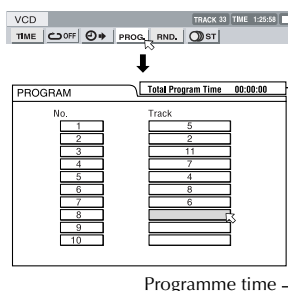 VCD TRACK 33 TIME 1:25:58
TIME OFF PROG. RND. ST
PROGRAM Total Program Time 00:00:00
No. Track
1 5
2 2
3 11
4 7
5 4
6 8
7 6
8
9
10
Programme time –